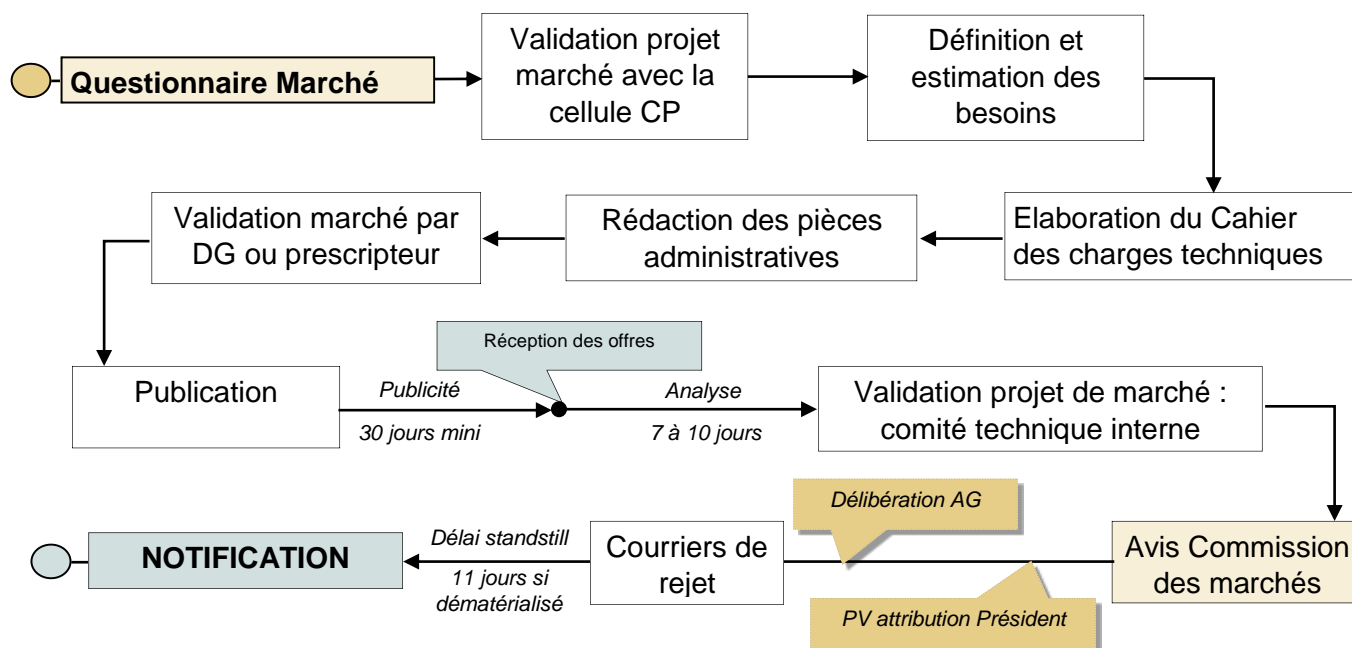 Questionnaire Marché
Validation projet
marché avec la
cellule CP
Définition et
estimation des
besoins
Elaboration du Cahier
des charges techniques
Rédaction des pièces
administratives
Validation marché par
DG ou prescripteur
Publication
Publicité
30 jours mini
Réception des offres
Analyse
7 à 10 jours
Validation projet de marché :
comité technique interne
Avis Commission
des marchés
PV attribution Président
Délibération AG
Courriers de
rejet
Délai standstill
11 jours si
dématérialisé
NOTIFICATION